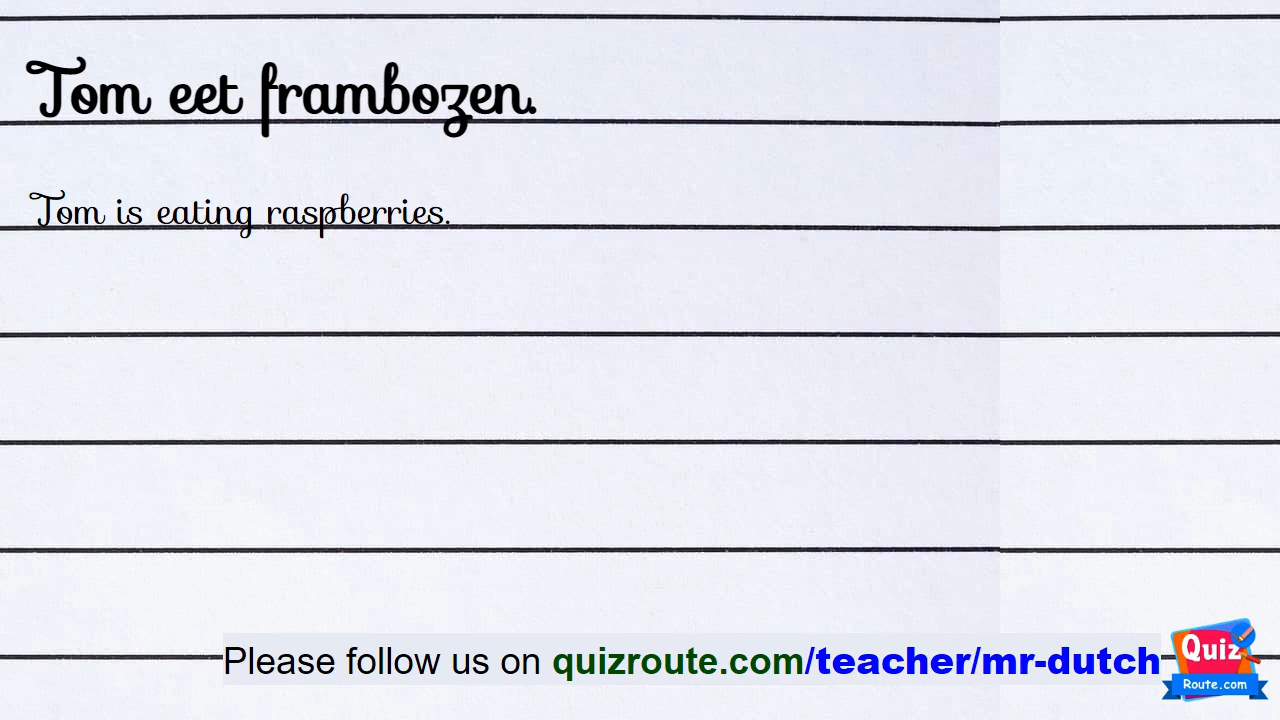 Tom eet frambozen.
Tom is eating raspberries.
Please follow us on quizroute.com/teacher/mr-dutch
Quiz
Route.com